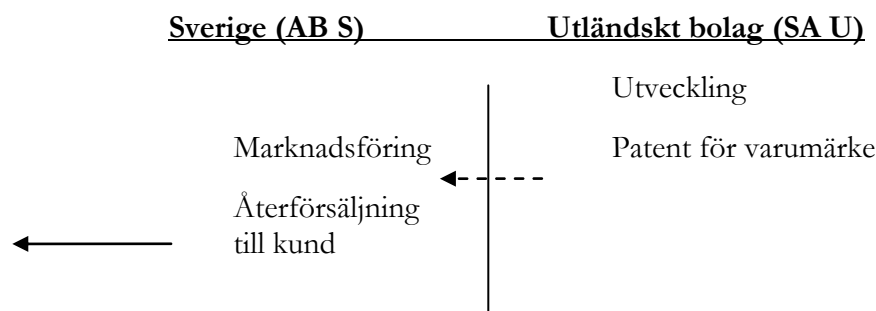 Sverige (AB S) Utländskt bolag (SA U)
Utveckling
Marknadsföring Patent för varumärke
Återförsäljning
till kund